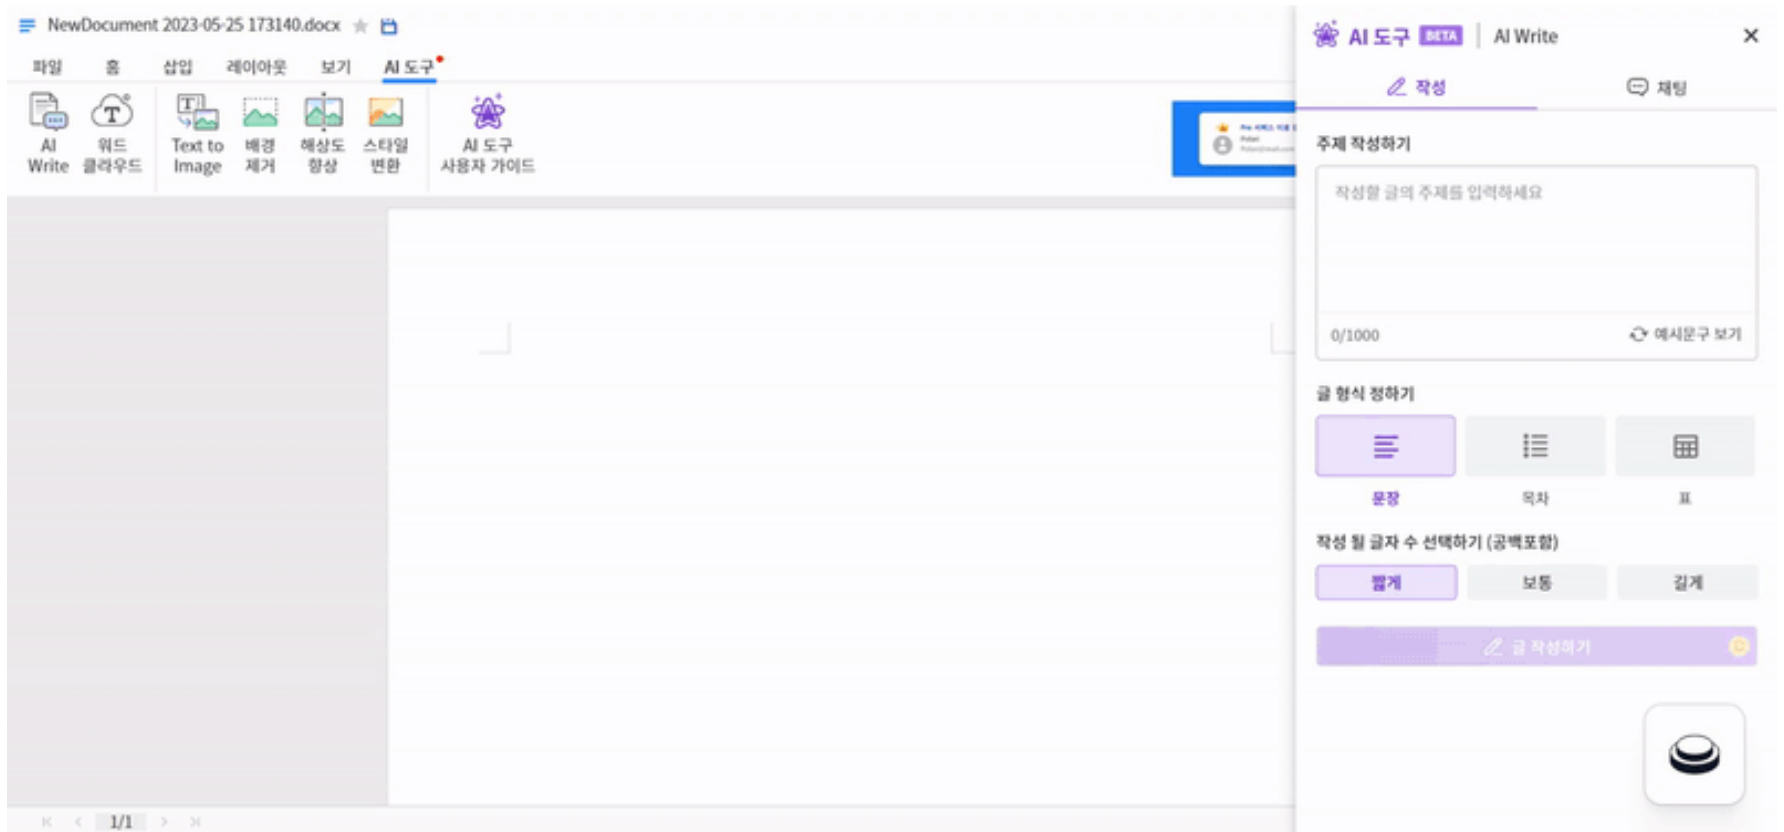 NewDocument 2023-05-25 173140.docx
파일 홈 삽입 레이아웃 보기 AI 도구
AI Write
워드 클라우드
Text to Image
배경 제거
해상도 향상
스타일 변환
AI 도구 사용자 가이드
1/1
AI 도구 BETA AI Write
작성 채팅
주제 작성하기
작성할 글의 주제를 입력하세요
0/1000 예시문구 보기
글 형식 정하기
문장 목차 표
작성 될 글자 수 선택하기 (공백포함)
짧게 보통 길게
글 작성하기